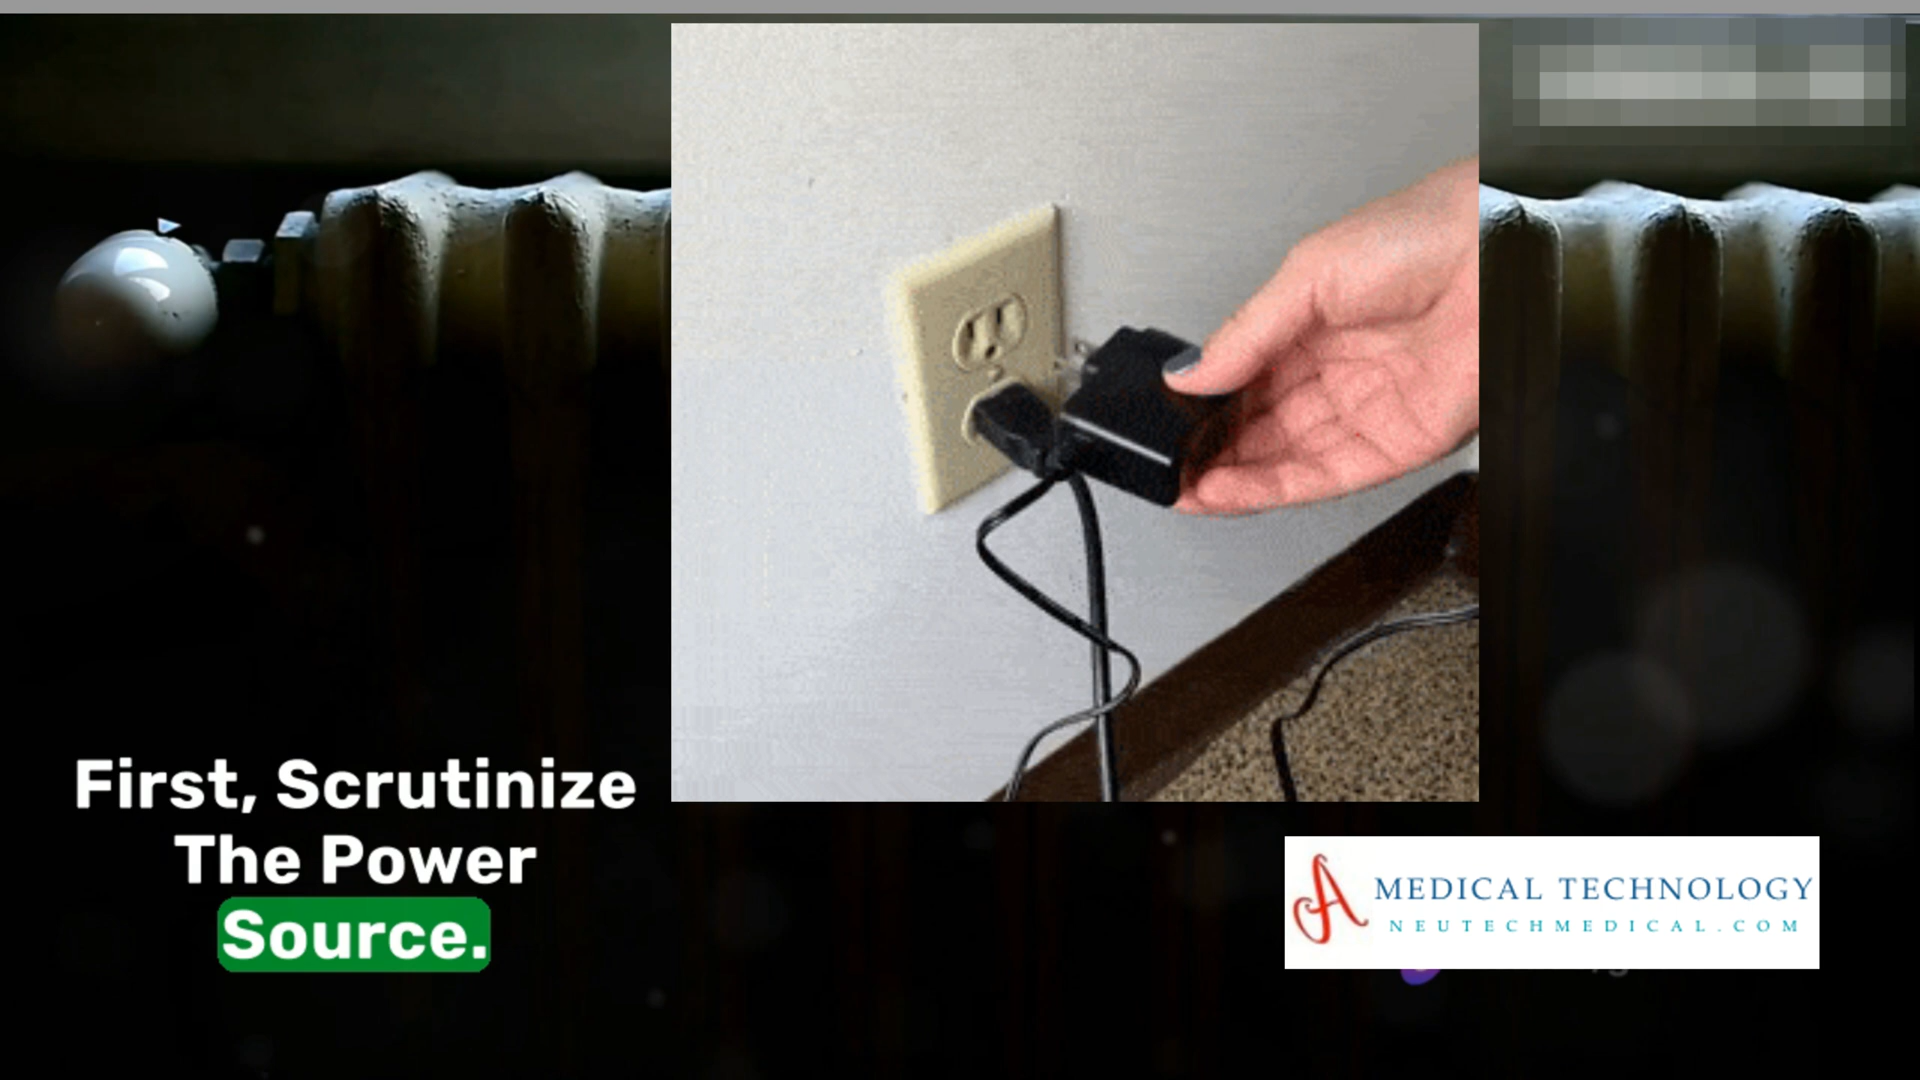 First, Scrutinize
The Power
Source.
A MEDICAL TECHNOLOGY
NEUTECHMEDICAL.COM